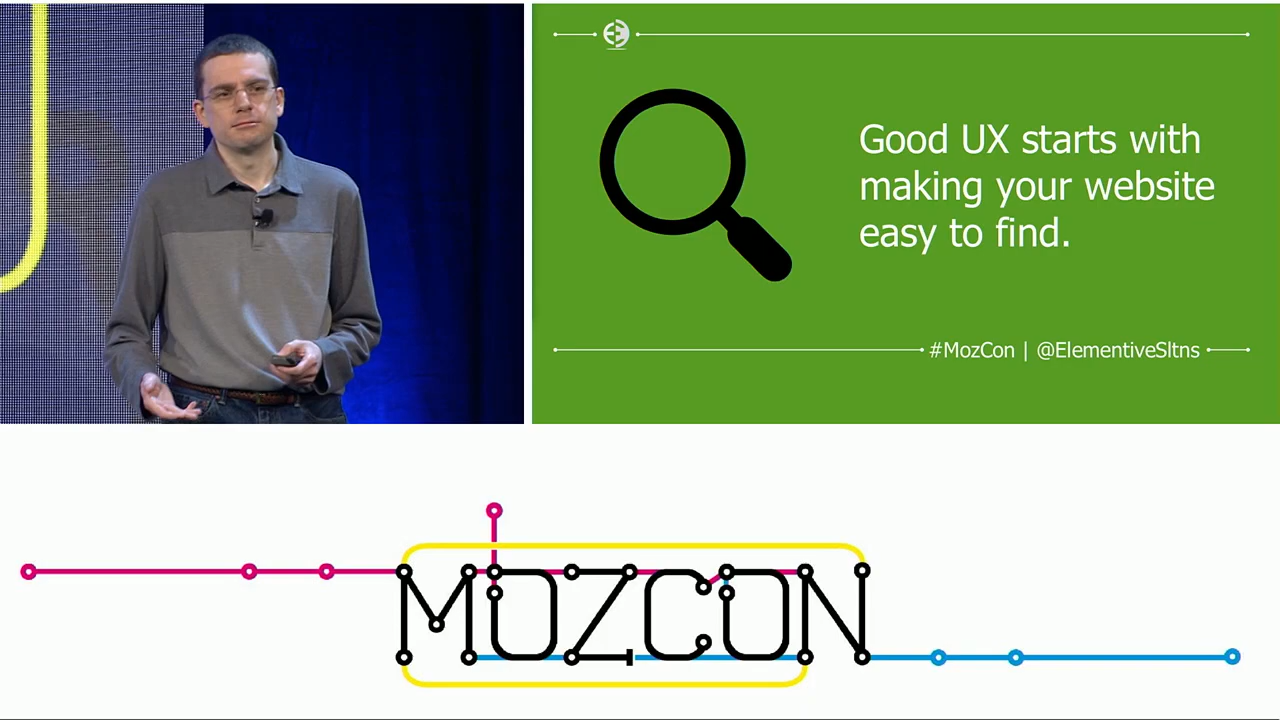 Good UX starts with
making your website
easy to find.
#MozCon | @ElementiveSltns
MOZCON